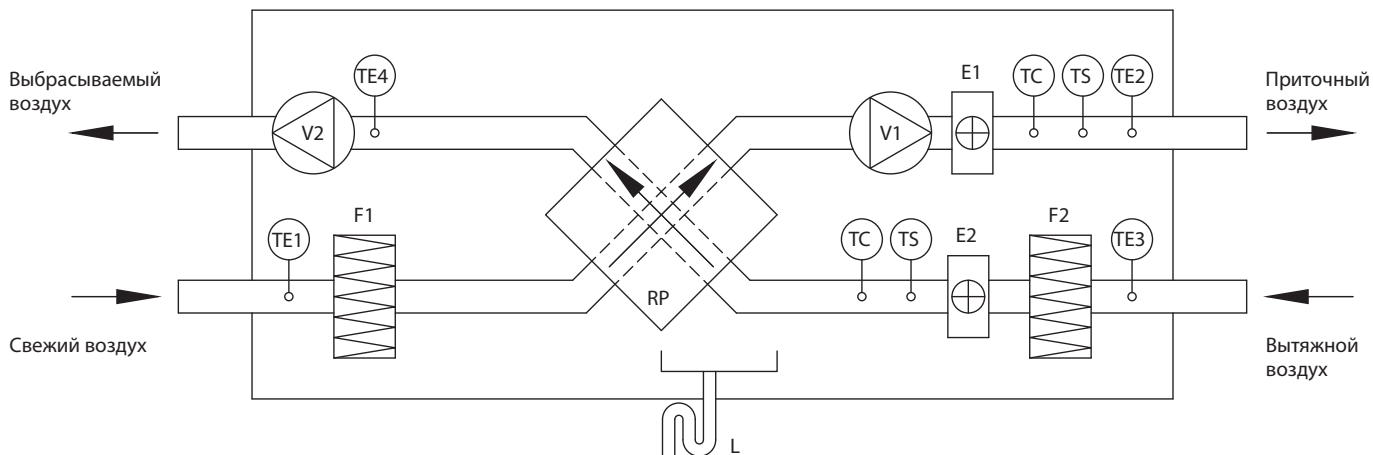 Выбрасываемый
воздух
TE4
V2
E1
TC
TS
TE2
V1
Приточный
воздух
TE1
F1
RP
TC
TS
E2
F2
TE3
Свежий воздух
Вытяжной
воздух
L